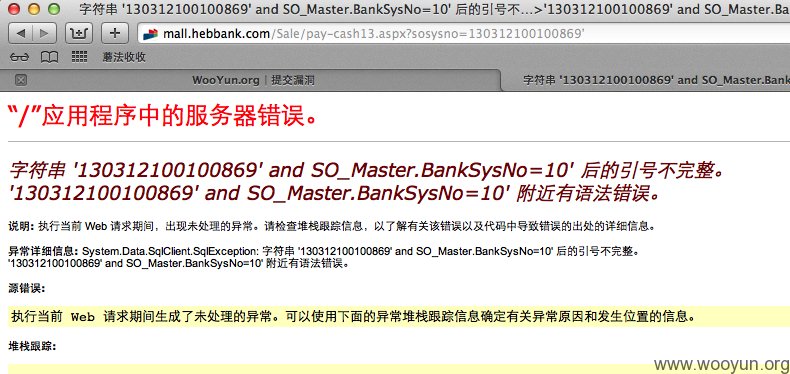 字符串 '130312100100869' and SO_Master.BankSysNo=10' 后的引号不…>'130312100100869' and SO_Master.B
mall.hebbank.com/Sale/pay-cash13.aspx?sosysno=130312100100869'
蘑法收收
WooYun.org | 提交漏洞
字符串 '130312100100869' and SO_Master.Bank
“/”应用程序中的服务器错误。
字符串 '130312100100869' and SO_Master.BankSysNo=10' 后的引号不完整。
'130312100100869' and SO_Master.BankSysNo=10' 附近有语法错误。
说明: 执行当前 Web 请求期间，出现未处理的异常。请检查堆栈跟踪信息，以了解有关该错误以及代码中导致错误的出处的详细信息。
异常详细信息: System.Data.SqlClient.SqlException: 字符串 '130312100100869' and SO_Master.BankSysNo=10' 后的引号不完整。
'130312100100869' and SO_Master.BankSysNo=10' 附近有语法错误。
源错误:
执行当前 Web 请求期间生成了未处理的异常。可以使用下面的异常堆栈跟踪信息确定有关异常原因和发生位置的信息。
堆栈跟踪:
www.wooyun.org